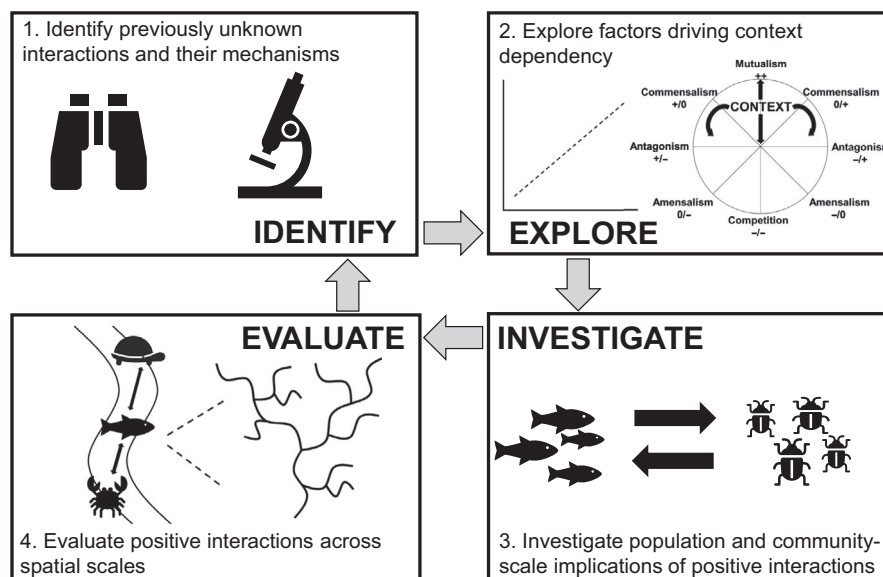 1. Identify previously unknown
interactions and their mechanisms
IDENTIFY
2. Explore factors driving context
dependency
Mutualism
++
Commensalism
+/0
Commensalism
0/+
CONTEXT
Antagonism
+/–
Antagonism
–/+
Amensalism
0/–
Amensalism
–/0
Competition
–/–
EXPLORE
EVALUATE
4. Evaluate positive interactions across
spatial scales
INVESTIGATE
3. Investigate population and community-
scale implications of positive interactions